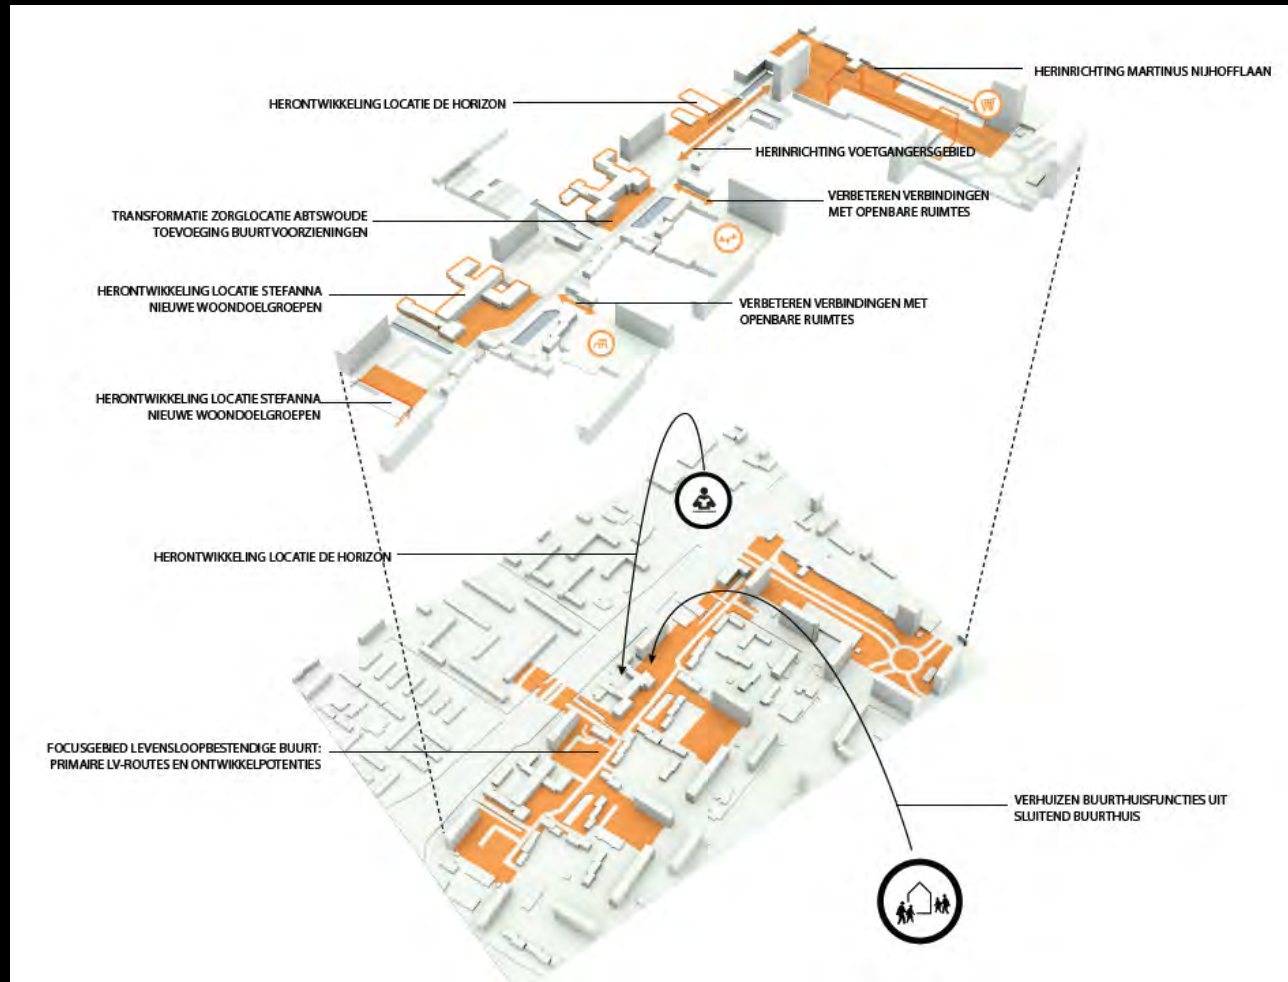 HERINRICHTING MARTINUS NIJHOFFLAAN
HERONTWIKKELING LOCATIE DE HORIZON
HERINRICHTING VOETGANGERSGEBIED
VERBETEREN VERBINDINGEN
MET OPENBARE RUIMTES
TRANSFORMATIE ZORGLOCATIE ABTSWOUDE
TOEVOEGING BUURTVOORZIENINGEN
HERONTWIKKELING LOCATIE STEFANNA
NIEUWE WOONDOELGROEPEN
VERBETEREN VERBINDINGEN MET
OPENBARE RUIMTES
HERONTWIKKELING LOCATIE STEFANNA
NIEUWE WOONDOELGROEPEN
HERONTWIKKELING LOCATIE DE HORIZON
FOCUSGEBIED LEVENSLOOPBESTENDIGE BUURT:
PRIMAIRE LV-ROUTES EN ONTWIKKELPOTENTIES
VERHUIZEN BUURTHUISFUNCTIES UIT
SLUITEND BUURTHUIS